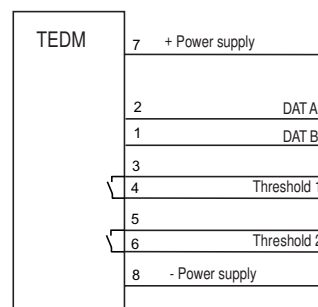 TEDM
7 + Power supply
2 DAT A
1 DAT B
3
4 Threshold 1
5
6 Threshold 2
8 - Power supply